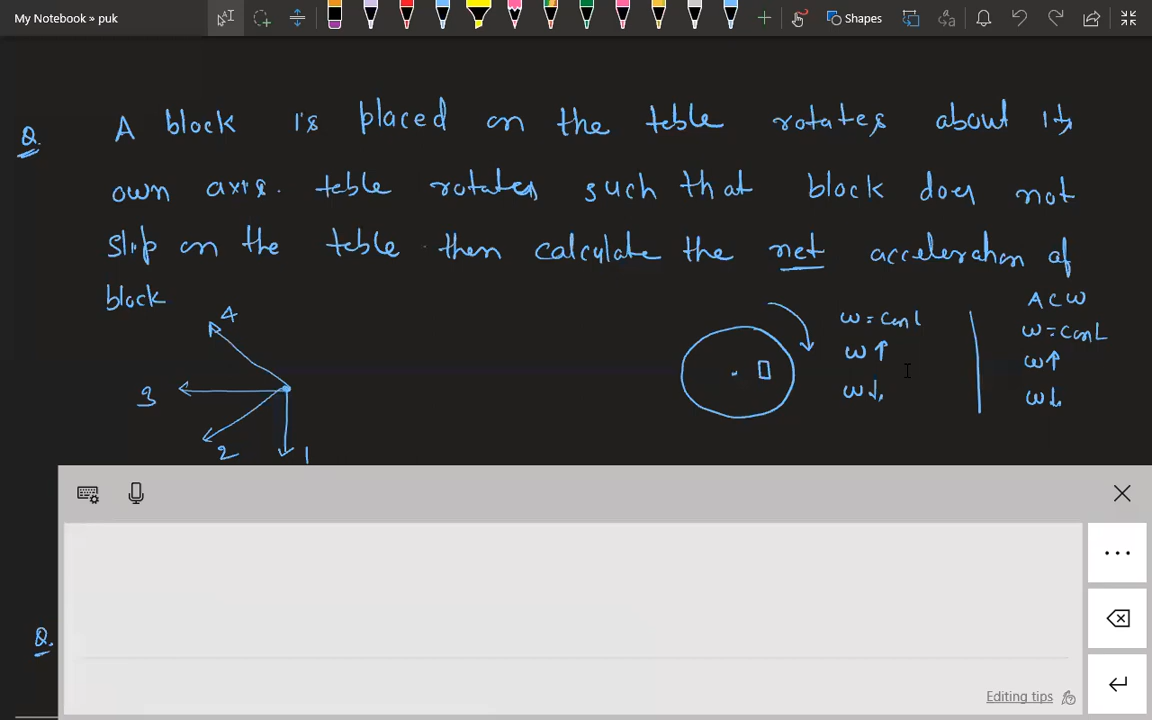 My Notebook » puk
Shapes
Q. A block is placed on the table rotates about its
own axis. table rotates such that block does not
slip on the table then calculate the net acceleration of
block
4
3
2
1
ω = const
ω↑
ω↓
ACW
ω = const
ω↑
ω↓
Q.
Editing tips